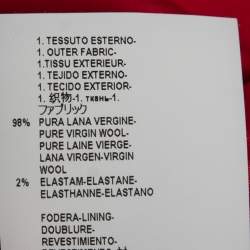 1. TESSUTO ESTERNO-
1. OUTER FABRIC-
1.TISSU EXTERIEUR-
1. TEJIDO EXTERNO-
1. TECIDO EXTERIOR-
1. 织物-1. ткань-1.
ファブリック
98% PURA LANA VERGINE-
PURE VIRGIN WOOL-
PURE LAINE VIERGE-
LANA VIRGEN-VIRGIN
WOOL
2% ELASTAM-ELASTANE-
ELASTHANNE-ELASTANO
FODERA-LINING-
DOUBLURE-
REVESTIMIENTO-